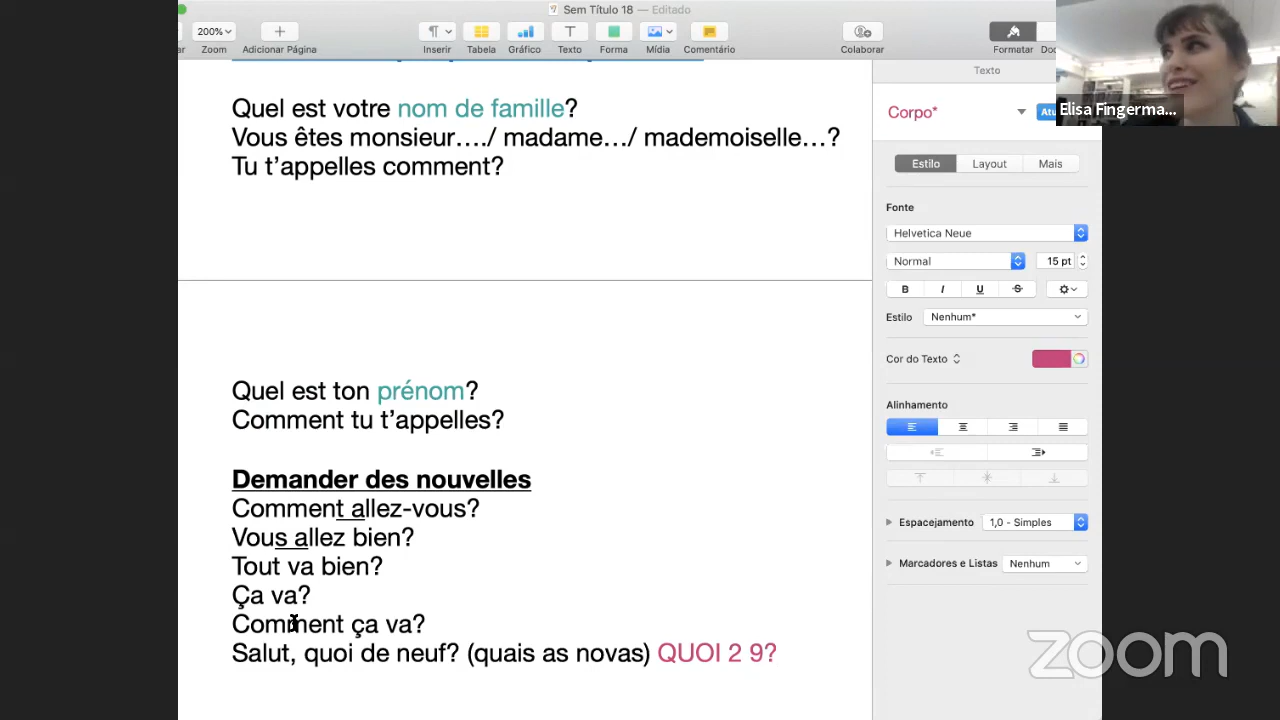 Sem Título 18 — Editado
200%
Zoom
Adicionar Página
Inserir
Tabela
Gráfico
Texto
Forma
Mídia
Comentário
Colaborar
Formatar
Quel est votre nom de famille?
Vous êtes monsieur…./ madame…/ mademoiselle…?
Tu t’appelles comment?
Quel est ton prénom?
Comment tu t’appelles?
Demander des nouvelles
Comment allez-vous?
Vous allez bien?
Tout va bien?
Ça va?
Comment ça va?
Salut, quoi de neuf? (quais as novas) QUOI 2 9?
Texto
Corpo*
Elisa Fingerma...
Estilo Layout Mais
Fonte
Helvetica Neue
Normal 15 pt
B I U S
Estilo Nenhum*
Cor do Texto
Alinhamento
Espacejamento 1,0 - Simples
Marcadores e Listas Nenhum
zoom